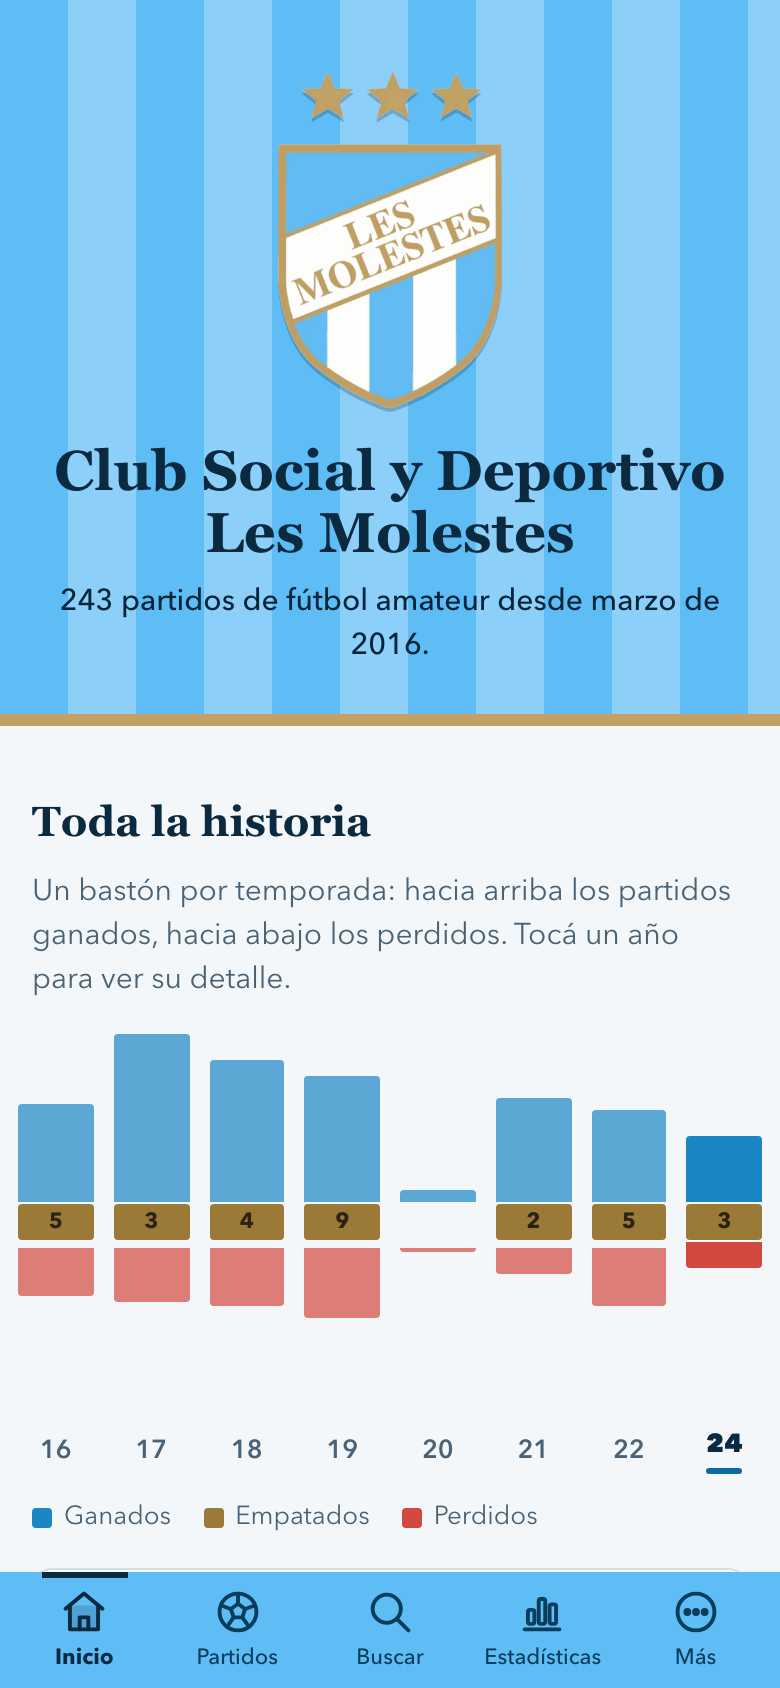 LES
MOLESTES
Club Social y Deportivo
Les Molestes
243 partidos de fútbol amateur desde marzo de
2016.
Toda la historia
Un bastón por temporada: hacia arriba los partidos
ganados, hacia abajo los perdidos. Tocá un año
para ver su detalle.
5 3 4 9 2 5 3
16 17 18 19 20 21 22 24
Ganados Empatados Perdidos
Inicio Partidos Buscar Estadísticas Más